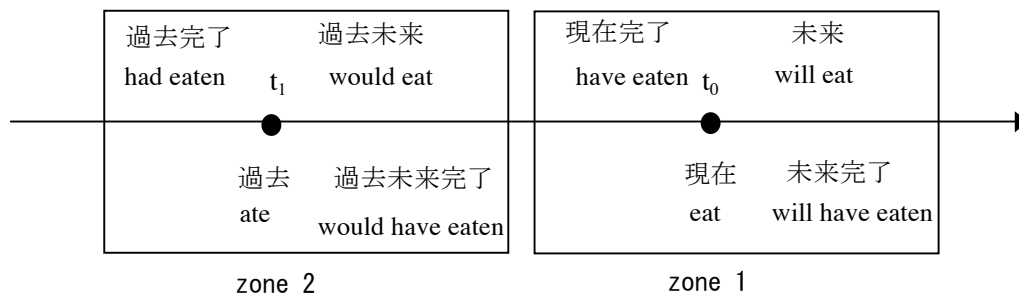 過去完了 過去未来 現在完了 未来
had eaten t₁ would eat have eaten t₀ will eat
過去 過去未来完了 現在 未来完了
ate would have eaten eat will have eaten
zone 2 zone 1